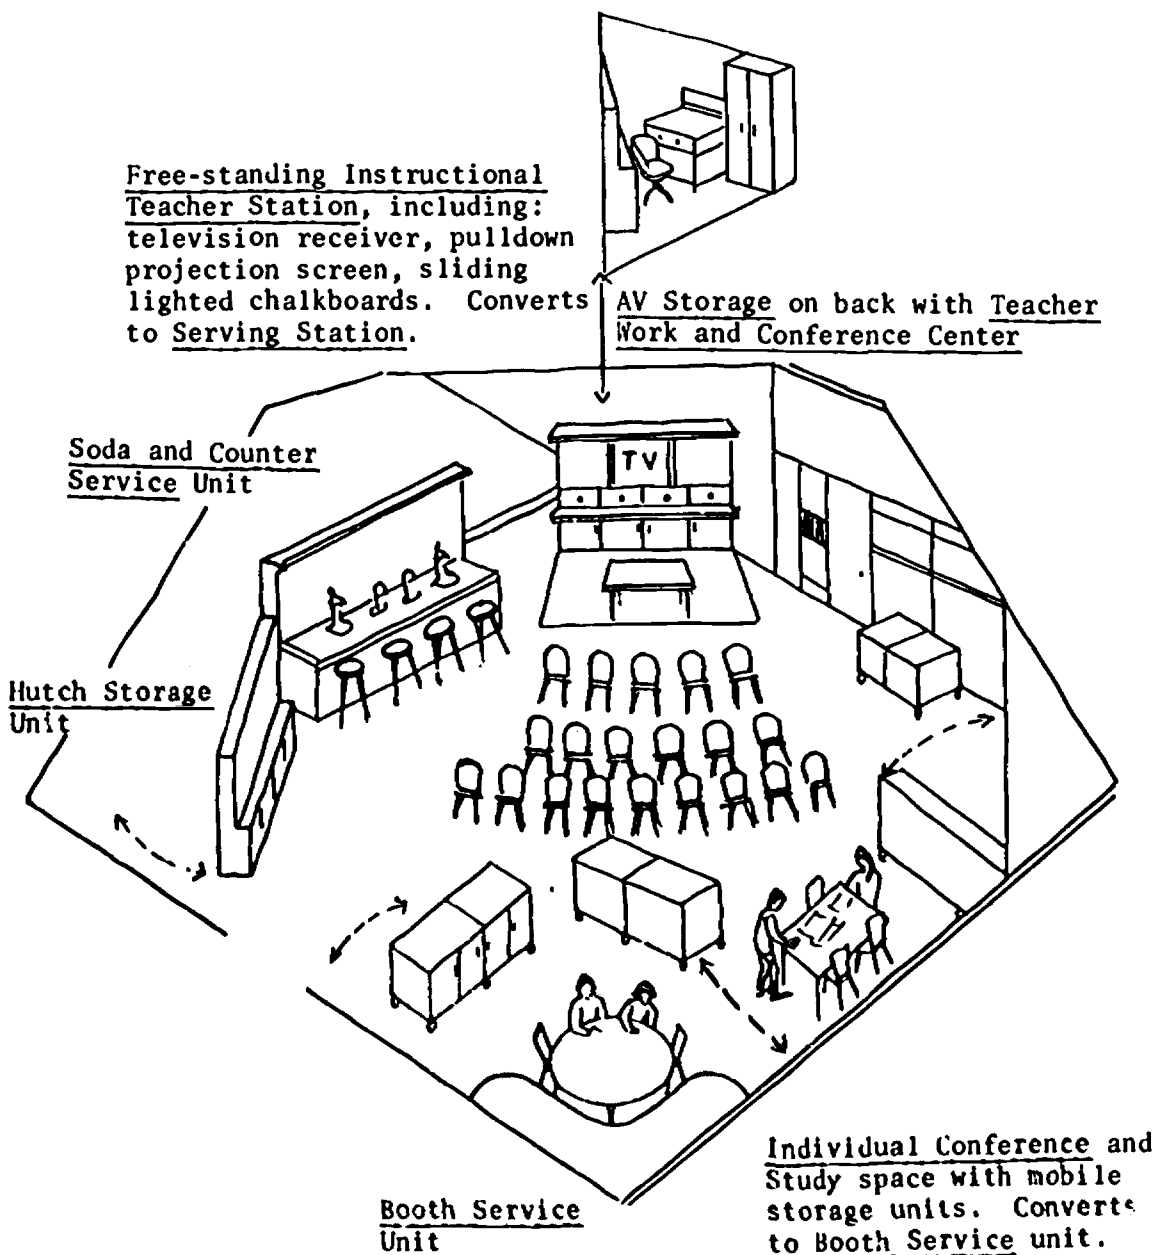 Free-standing Instructional
Teacher Station, including:
television receiver, pulldown
projection screen, sliding
lighted chalkboards. Converts
to Serving Station.
AV Storage on back with Teacher
Work and Conference Center
Soda and Counter
Service Unit
TV
Hutch Storage
Unit
Booth Service
Unit
Individual Conference and
Study space with mobile
storage units. Converts
to Booth Service unit.